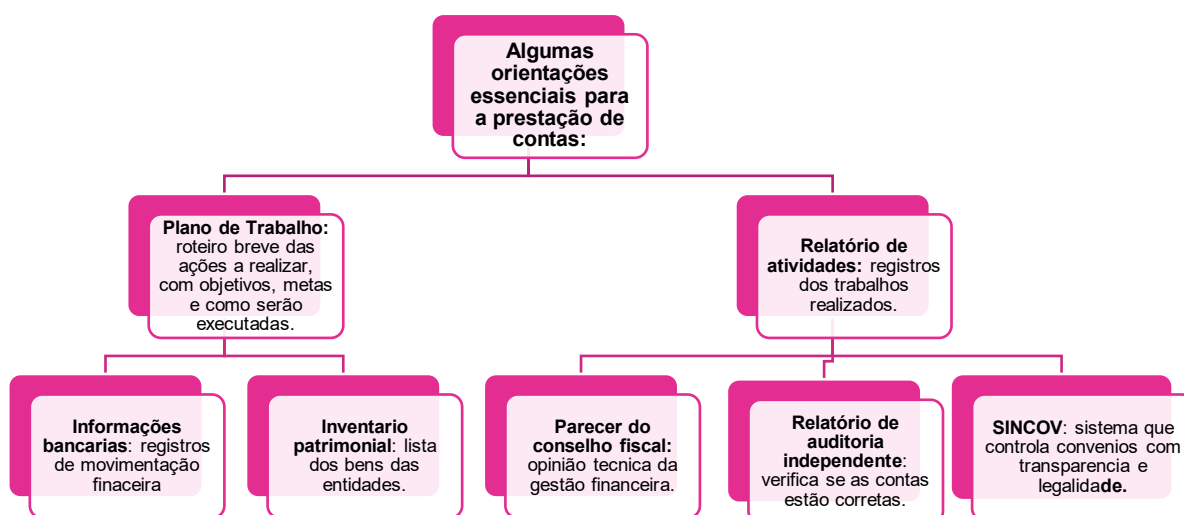 Algumas
orientações
essenciais para
a prestação de
contas:
Plano de Trabalho:
roteiro breve das
ações a realizar,
com objetivos, metas
e como serão
executadas.
Relatório de
atividades: registros
dos trabalhos
realizados.
Informações
bancarias: registros
de movimentação
finaceira
Inventario
patrimonial: lista
dos bens das
entidades.
Parecer do
conselho fiscal:
opinião tecnica da
gestão financeira.
Relatório de
auditoria
independente:
verifica se as contas
estão corretas.
SINCOV: sistema que
controla convenios com
transparencia e
legalidade.